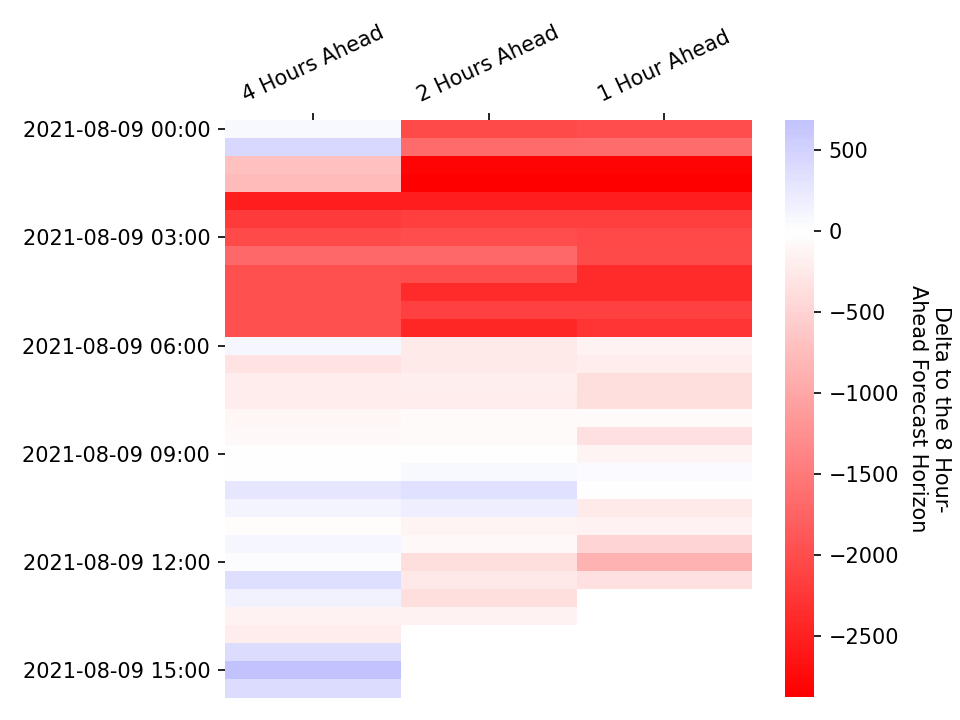 4 Hours Ahead
2 Hours Ahead
1 Hour Ahead
2021-08-09 00:00
2021-08-09 03:00
2021-08-09 06:00
2021-08-09 09:00
2021-08-09 12:00
2021-08-09 15:00
500
0
−500
−1000
−1500
−2000
−2500
Delta to the 8 Hour-
Ahead Forecast Horizon